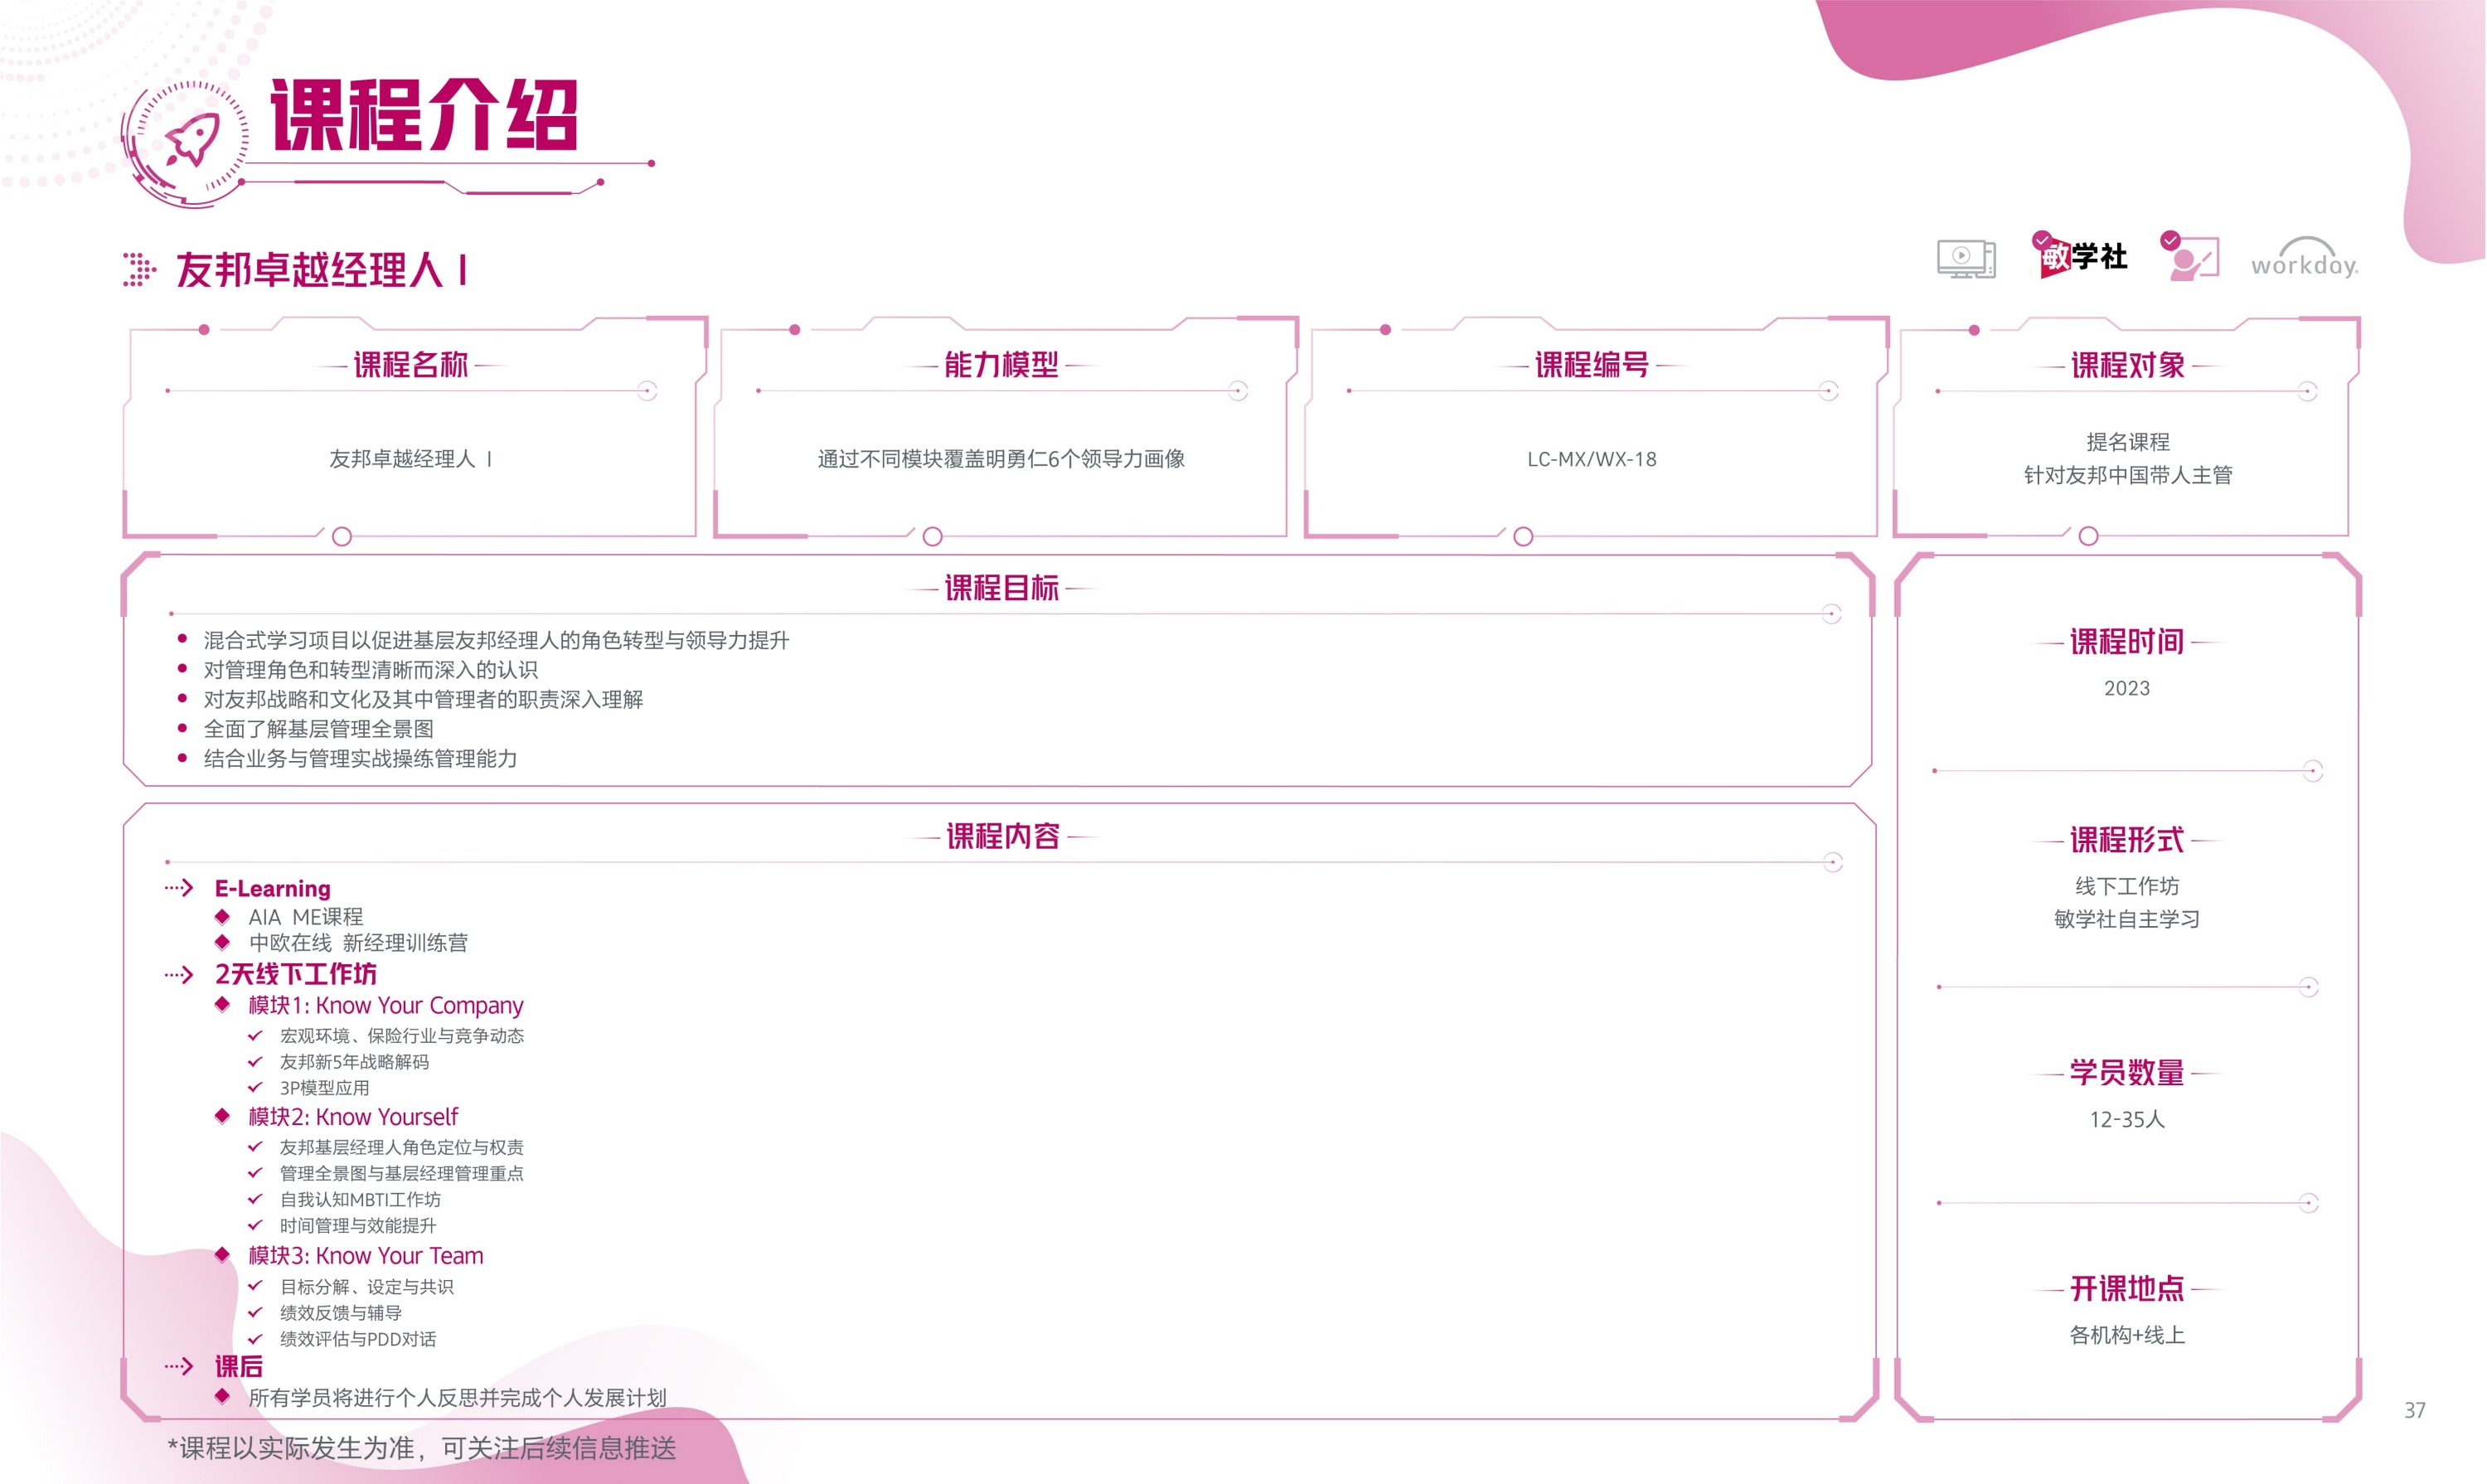 课程介绍
友邦卓越经理人 I
敏学社
workday.
课程名称
友邦卓越经理人 I
能力模型
通过不同模块覆盖明勇仁6个领导力画像
课程编号
LC-MX/WX-18
课程对象
提名课程
针对友邦中国带人主管
课程目标
混合式学习项目以促进基层友邦经理人的角色转型与领导力提升
对管理角色和转型清晰而深入的认识
对友邦战略和文化及其中管理者的职责深入理解
全面了解基层管理全景图
结合业务与管理实战操练管理能力
课程内容
E-Learning
AIA ME课程
中欧在线 新经理训练营
2天线下工作坊
模块1: Know Your Company
宏观环境、保险行业与竞争动态
友邦新5年战略解码
3P模型应用
模块2: Know Yourself
友邦基层经理人角色定位与权责
管理全景图与基层经理管理重点
自我认知MBTI工作坊
时间管理与效能提升
模块3: Know Your Team
目标分解、设定与共识
绩效反馈与辅导
绩效评估与PDD对话
课后
所有学员将进行个人反思并完成个人发展计划
课程时间
2023
课程形式
线下工作坊
敏学社自主学习
学员数量
12-35人
开课地点
各机构+线上
*课程以实际发生为准，可关注后续信息推送
37